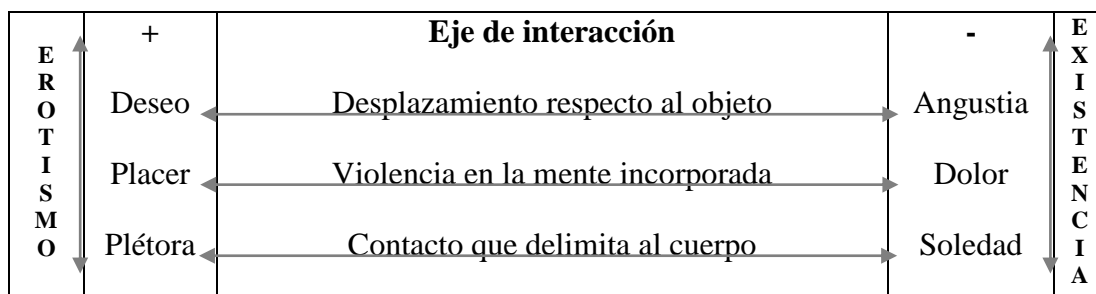 EROTISMO
+ Eje de interacción -
Deseo Desplazamiento respecto al objeto Angustia
Placer Violencia en la mente incorporada Dolor
Plétora Contacto que delimita al cuerpo Soledad
EXISTENCIA